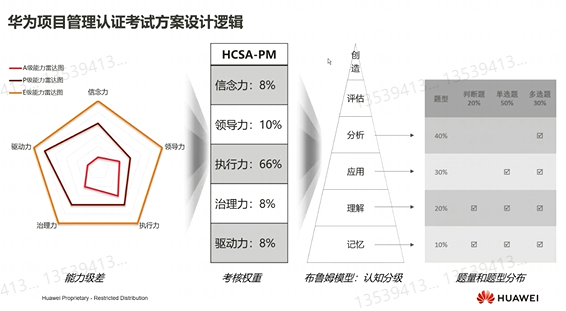 华为项目管理认证考试方案设计逻辑
A级能力雷达图
P级能力雷达图
E级能力雷达图
信念力
领导力
执行力
治理力
驱动力
能力级差
HCSA-PM
信念力：8%
领导力：10%
执行力：66%
治理力：8%
驱动力：8%
考核权重
创
造
评估
分析
应用
理解
记忆
布鲁姆模型：认知分级
题型 判断题 单选题 多选题
20% 50% 30%
40% ☑
30% ☑ ☑
20% ☑ ☑ ☑
10% ☑ ☑ ☑
题量和题型分布
Huawei Proprietary - Restricted Distribution
HUAWEI
13539413...